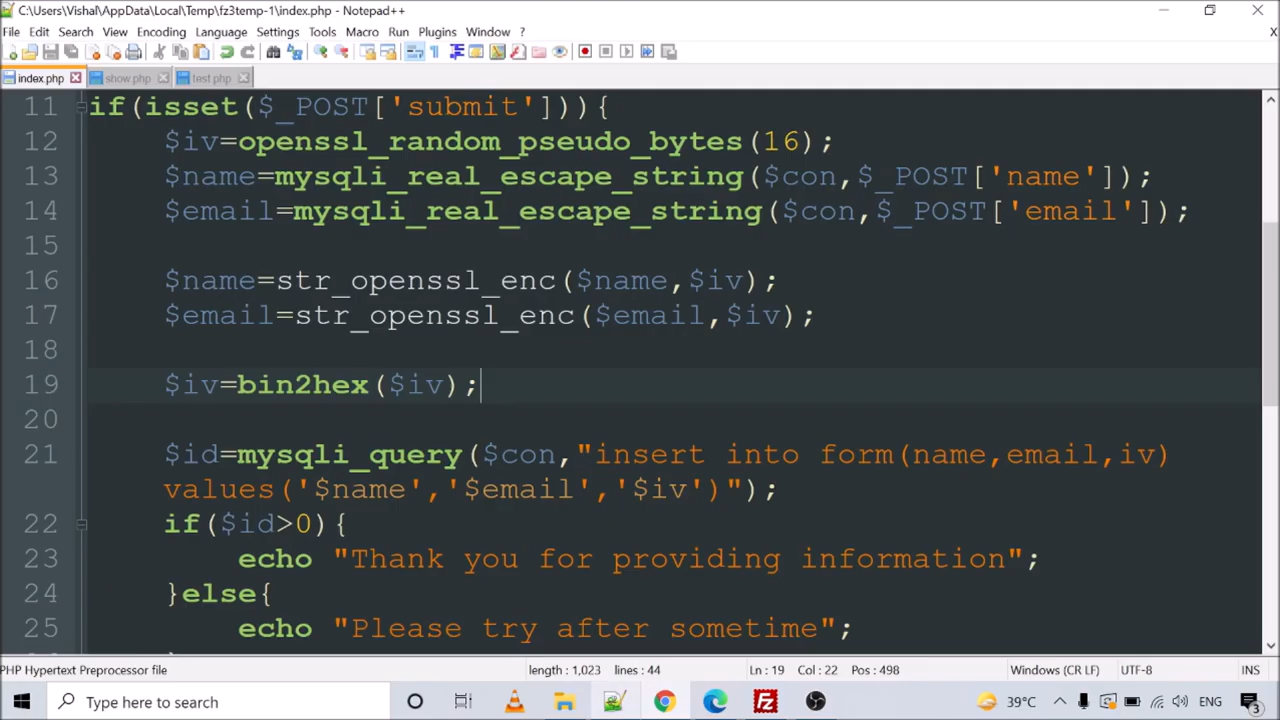 C:\Users\Vishal\AppData\Local\Temp\fz3temp-1\index.php - Notepad++
File Edit Search View Encoding Language Settings Tools Macro Run Plugins Window ? X
index.php show.php test.php
11 if(isset($_POST['submit'])){
12 $iv=openssl_random_pseudo_bytes(16);
13 $name=mysqli_real_escape_string($con,$_POST['name']);
14 $email=mysqli_real_escape_string($con,$_POST['email']);
15
16 $name=str_openssl_enc($name,$iv);
17 $email=str_openssl_enc($email,$iv);
18
19 $iv=bin2hex($iv);
20
21 $id=mysqli_query($con,"insert into form(name,email,iv)
values('$name','$email','$iv')");
22 if($id>0){
23 echo "Thank you for providing information";
24 }else{
25 echo "Please try after sometime";
PHP Hypertext Preprocessor file length : 1,023 lines : 44 Ln : 19 Col : 22 Pos : 498 Windows (CR LF) UTF-8 INS
Type here to search 39°C ENG 3